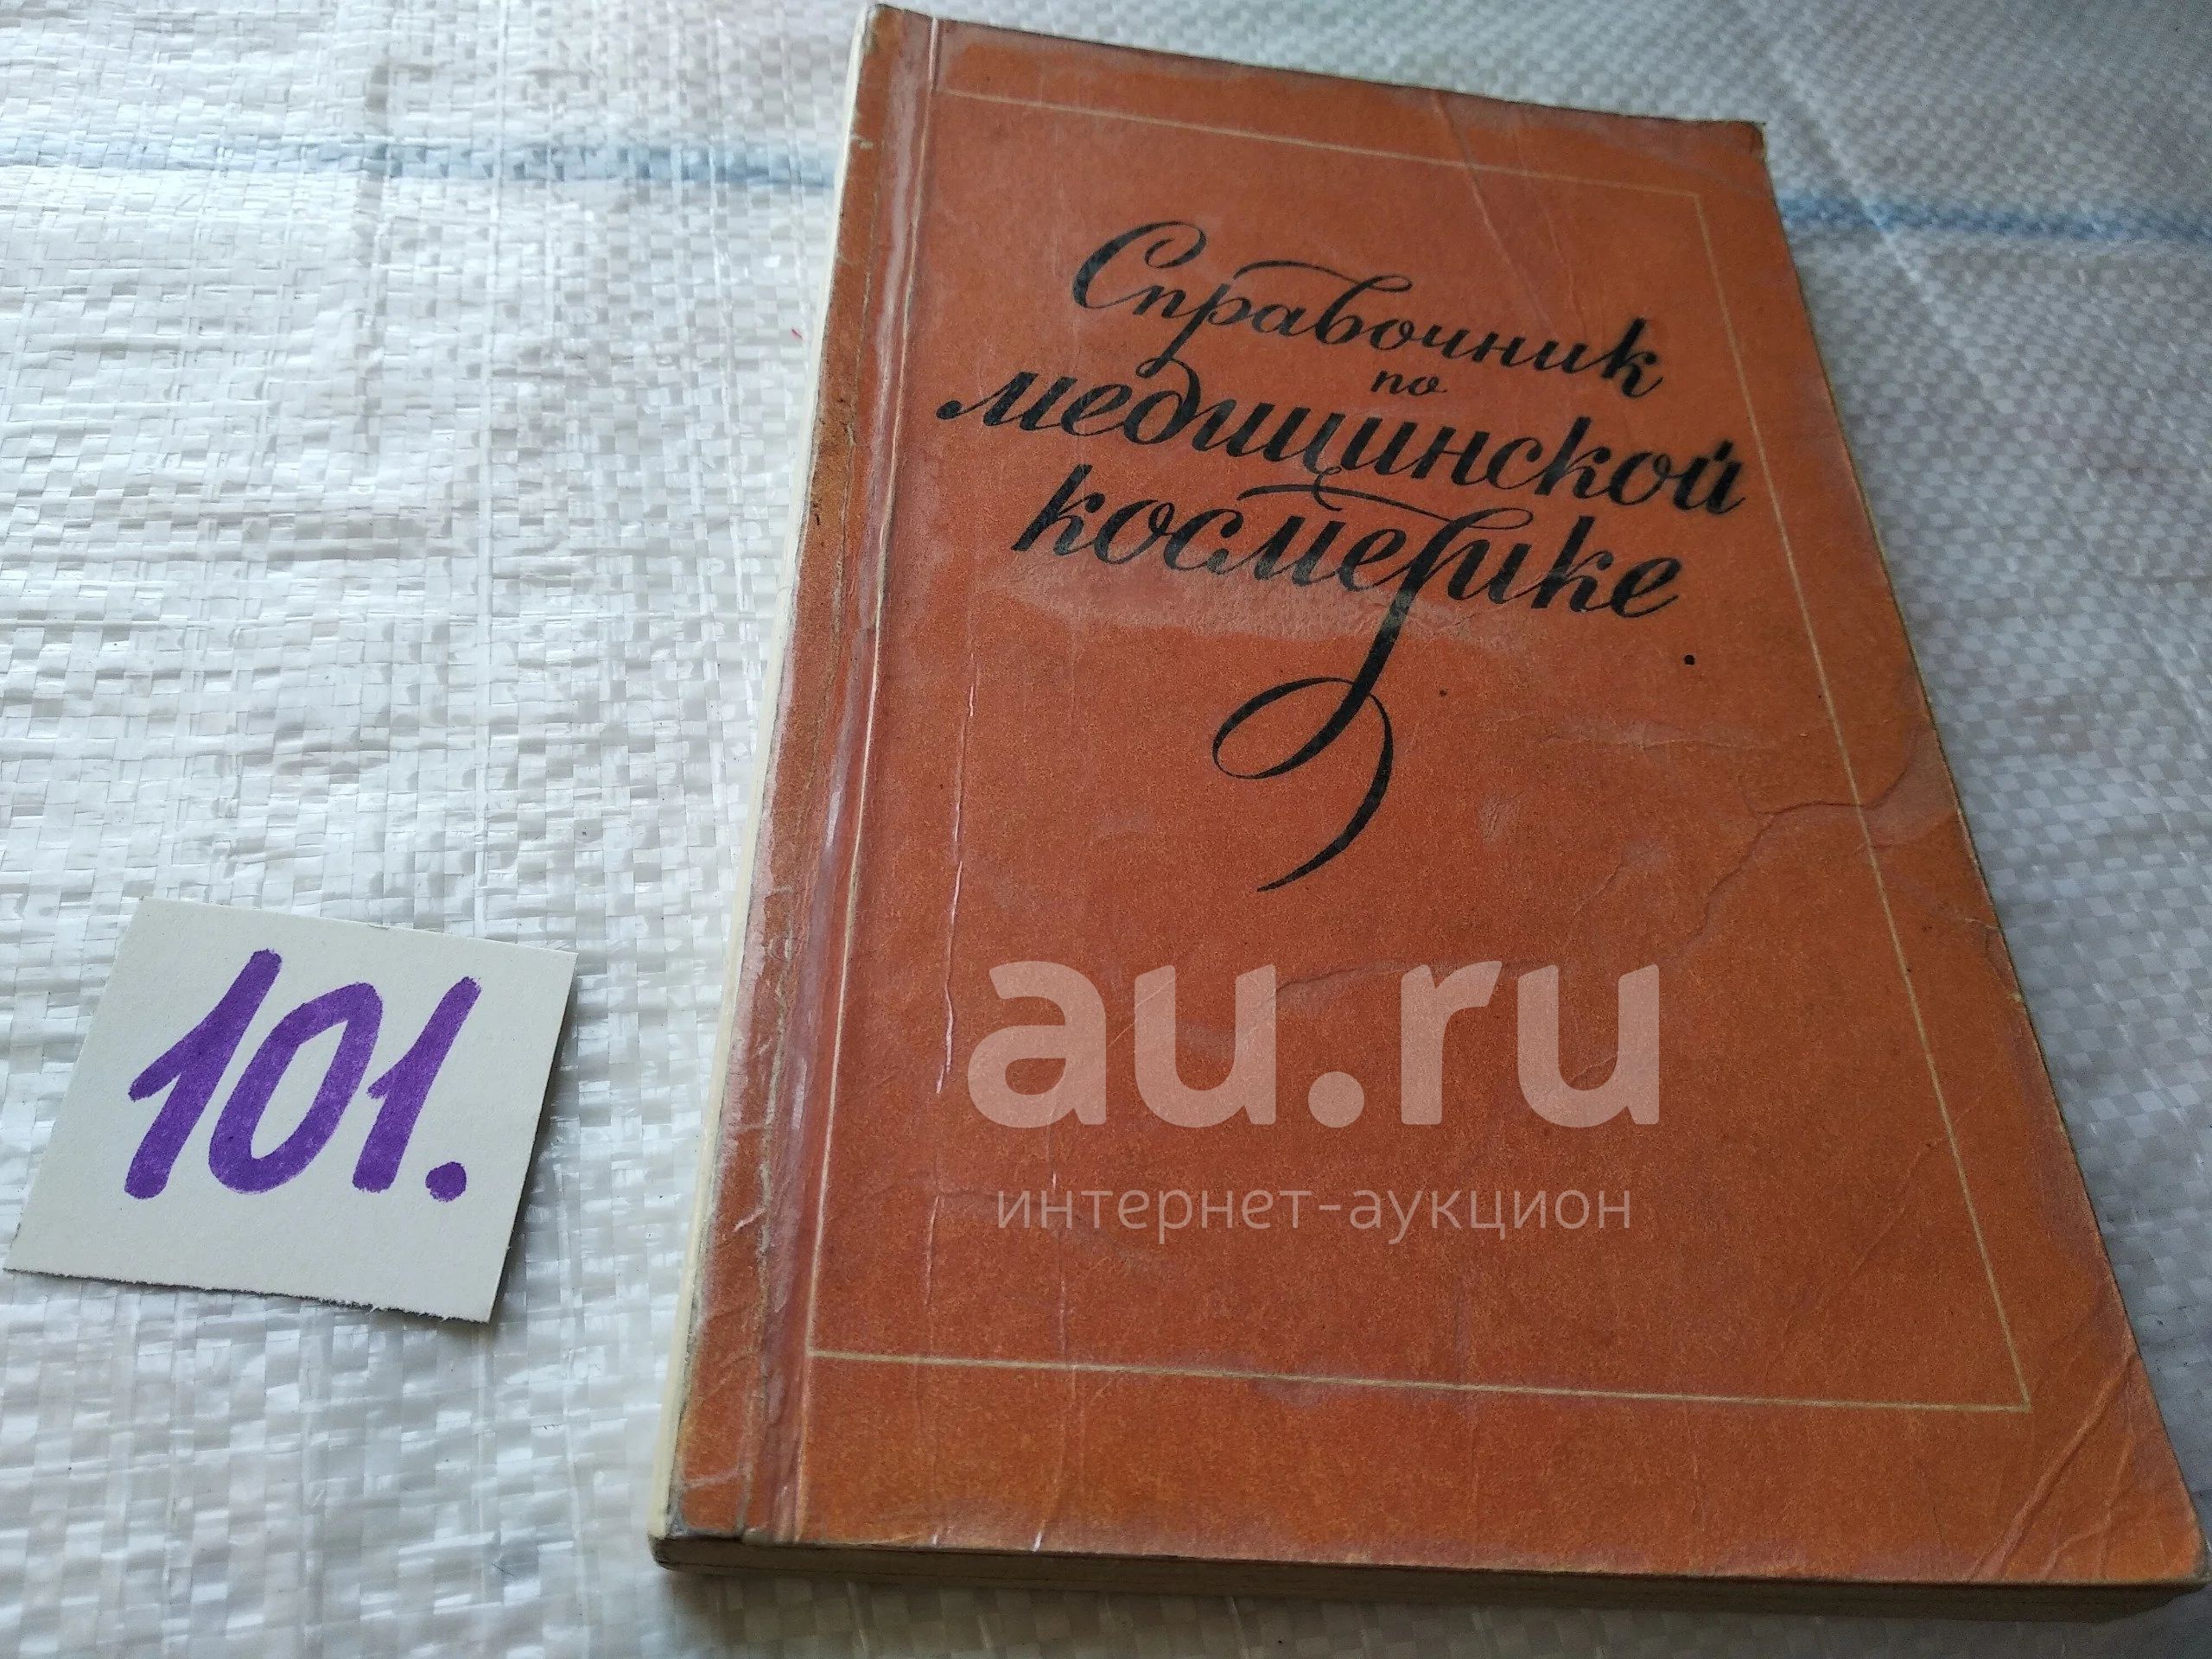 Справочник
по
медицинской
косметике
101.
au.ru
интернет-аукцион